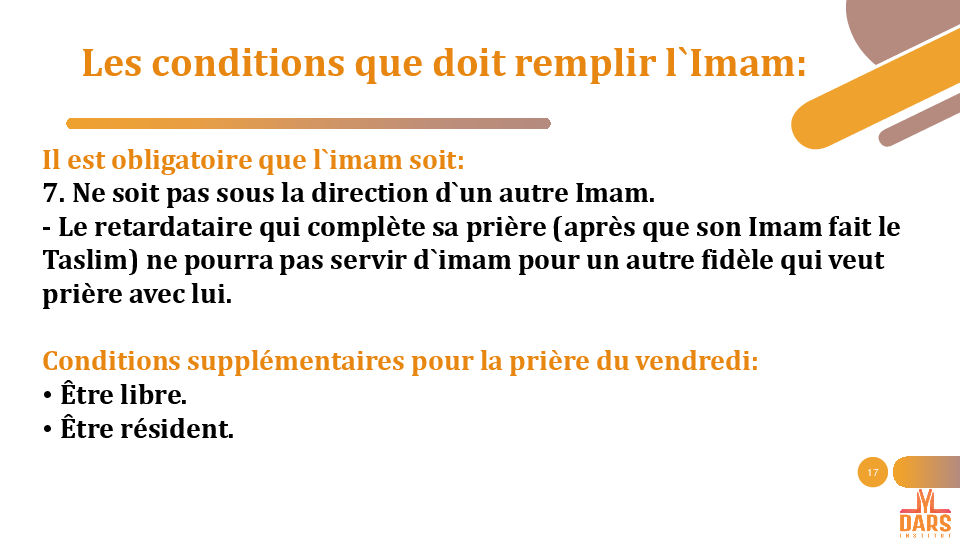 Les conditions que doit remplir l`Imam:
Il est obligatoire que l`imam soit:
7. Ne soit pas sous la direction d`un autre Imam.
- Le retardataire qui complète sa prière (après que son Imam fait le
Taslim) ne pourra pas servir d`imam pour un autre fidèle qui veut
prière avec lui.
Conditions supplémentaires pour la prière du vendredi:
• Être libre.
• Être résident.
17
DARS
INSTITUT